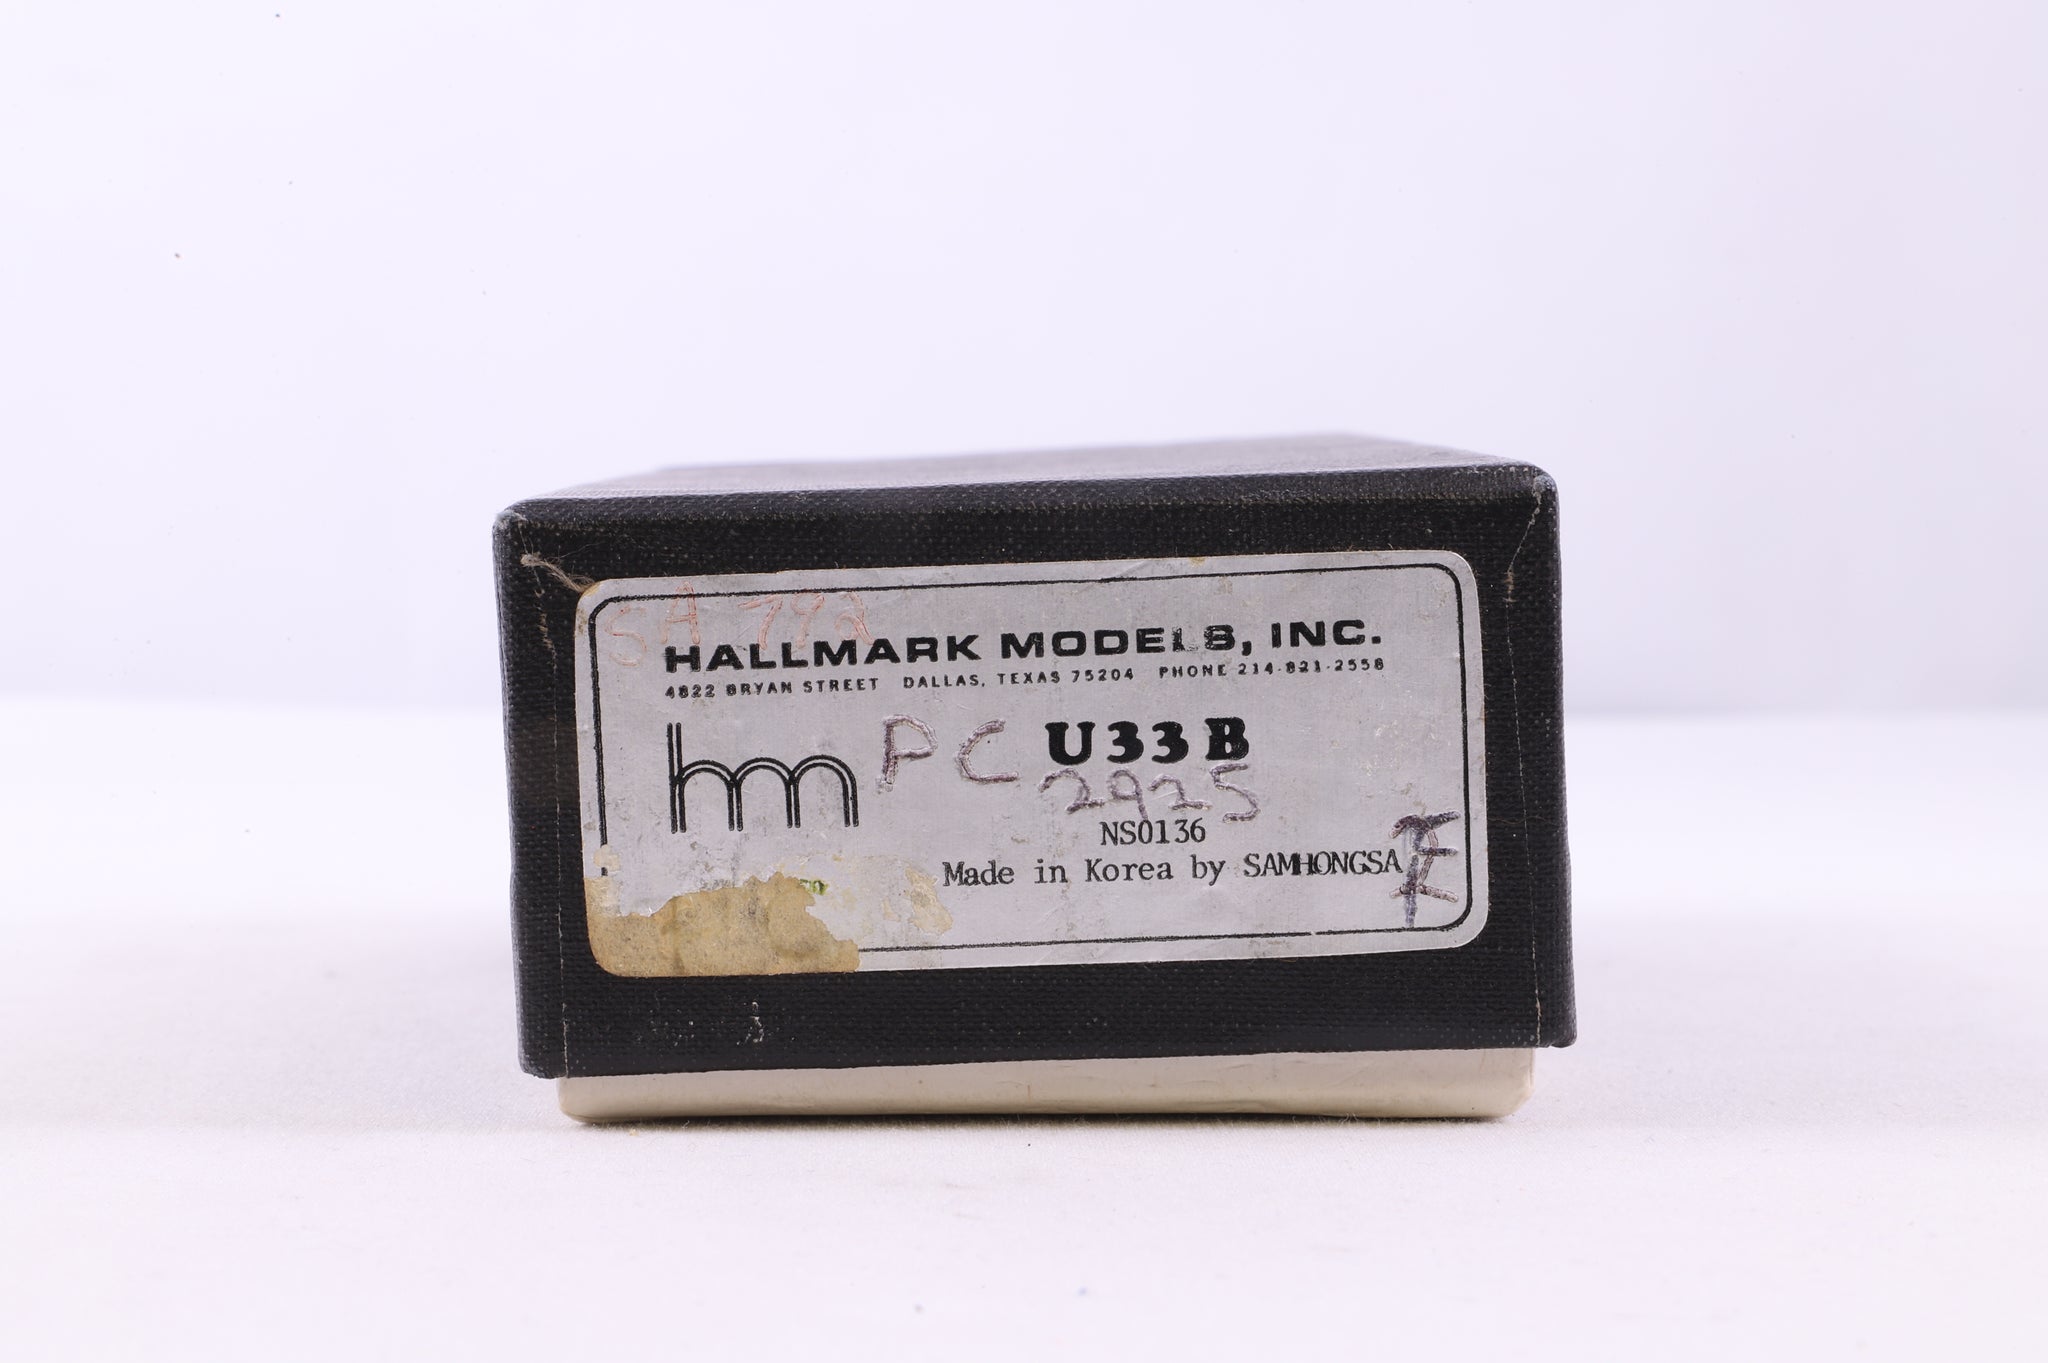 SA 792
HALLMARK MODELS, INC.
4822 BRYAN STREET DALLAS, TEXAS 75204 PHONE 214-821-2558
hm PC U33B
2925
NS0136
Made in Korea by SAMHONGSA